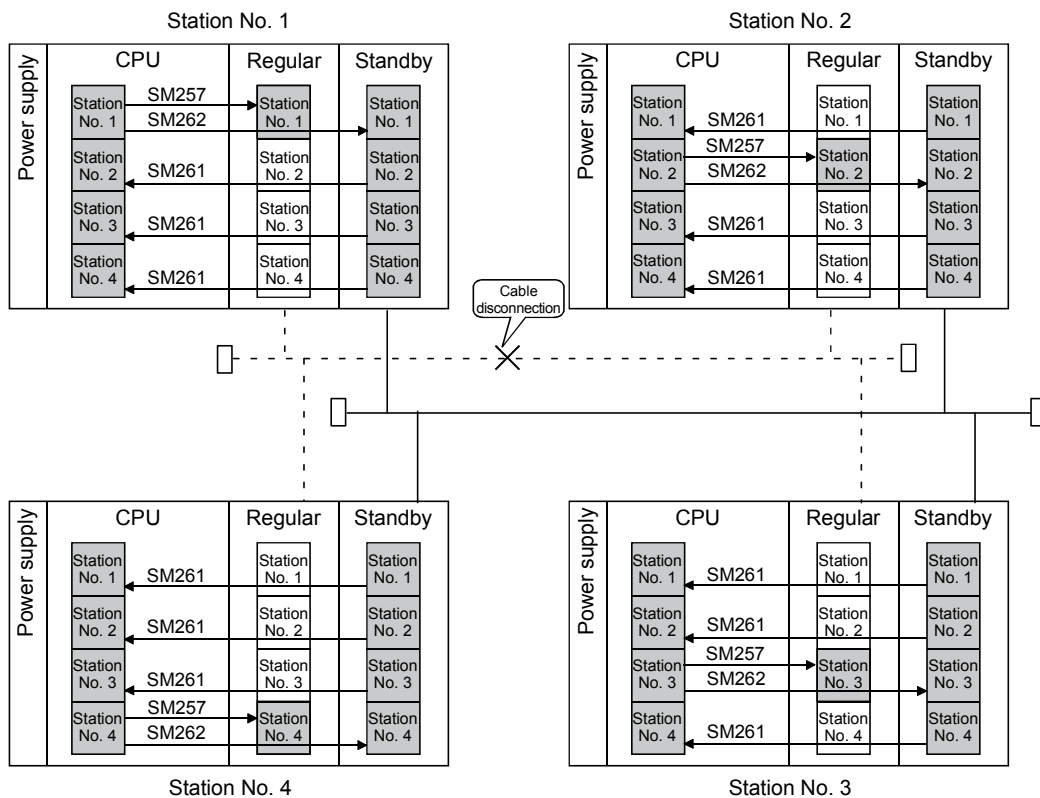 Station No. 1
Power supply
CPU
Regular
Standby
Station
No. 1
SM257
SM262
Station
No. 1
Station
No. 1
Station
No. 2
SM261
Station
No. 2
Station
No. 2
Station
No. 3
SM261
Station
No. 3
Station
No. 3
Station
No. 4
SM261
Station
No. 4
Station
No. 4
Station No. 2
Power supply
CPU
Regular
Standby
Station
No. 1
SM261
Station
No. 1
Station
No. 1
Station
No. 2
SM257
SM262
Station
No. 2
Station
No. 2
Station
No. 3
SM261
Station
No. 3
Station
No. 3
Station
No. 4
SM261
Station
No. 4
Station
No. 4
Cable
disconnection
Power supply
CPU
Regular
Standby
Station
No. 1
SM261
Station
No. 1
Station
No. 1
Station
No. 2
SM261
Station
No. 2
Station
No. 2
Station
No. 3
SM261
Station
No. 3
Station
No. 3
Station
No. 4
SM257
SM262
Station
No. 4
Station
No. 4
Station No. 4
Power supply
CPU
Regular
Standby
Station
No. 1
SM261
Station
No. 1
Station
No. 1
Station
No. 2
SM261
Station
No. 2
Station
No. 2
Station
No. 3
SM257
SM262
Station
No. 3
Station
No. 3
Station
No. 4
SM261
Station
No. 4
Station
No. 4
Station No. 3